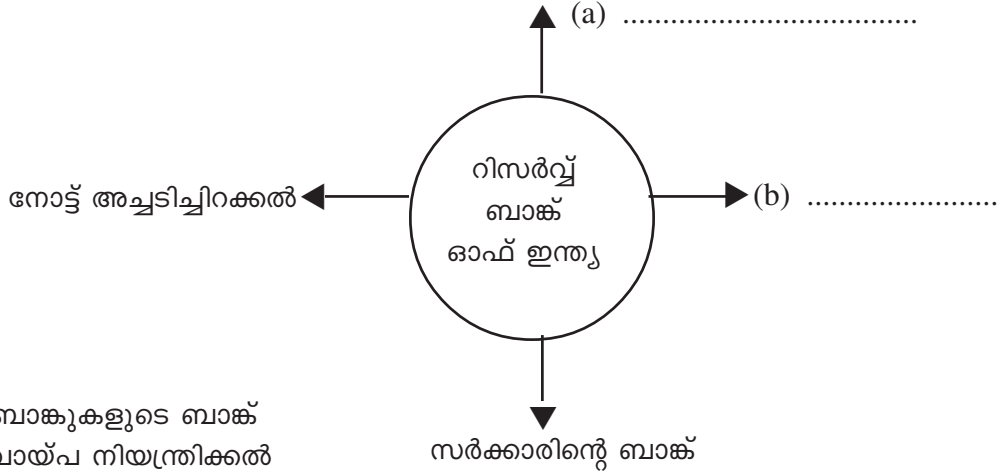 (a) .....................................
റിസർവ്വ്
ബാങ്ക്
ഓഫ് ഇന്ത്യ
നോട്ട് അച്ചടിച്ചിറക്കൽ
(b) ........................
ബാങ്കുകളുടെ ബാങ്ക്
വായ്പ നിയന്ത്രിക്കൽ
സർക്കാരിന്റെ ബാങ്ക്